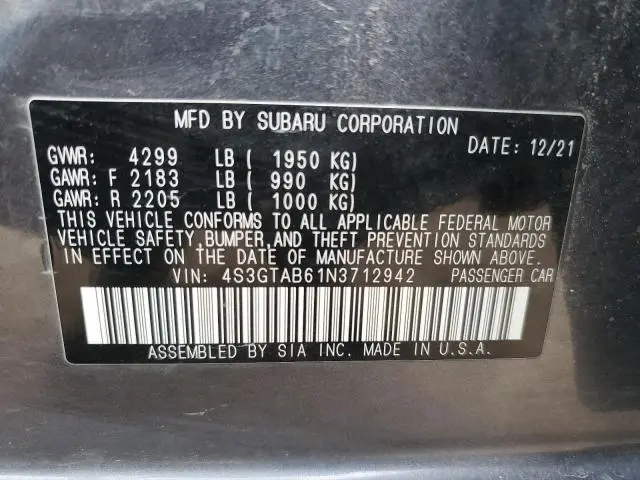 MFD BY SUBARU CORPORATION DATE: 12/21
GVWR: 4299 LB ( 1950 KG)
GAWR: F 2183 LB ( 990 KG)
GAWR: R 2205 LB ( 1000 KG)
THIS VEHICLE CONFORMS TO ALL APPLICABLE FEDERAL MOTOR
VEHICLE SAFETY, BUMPER, AND THEFT PREVENTION STANDARDS
IN EFFECT ON THE DATE OF MANUFACTURE SHOWN ABOVE.
VIN: 4S3GTAB61N3712942 PASSENGER CAR
ASSEMBLED BY SIA INC. MADE IN U.S.A.